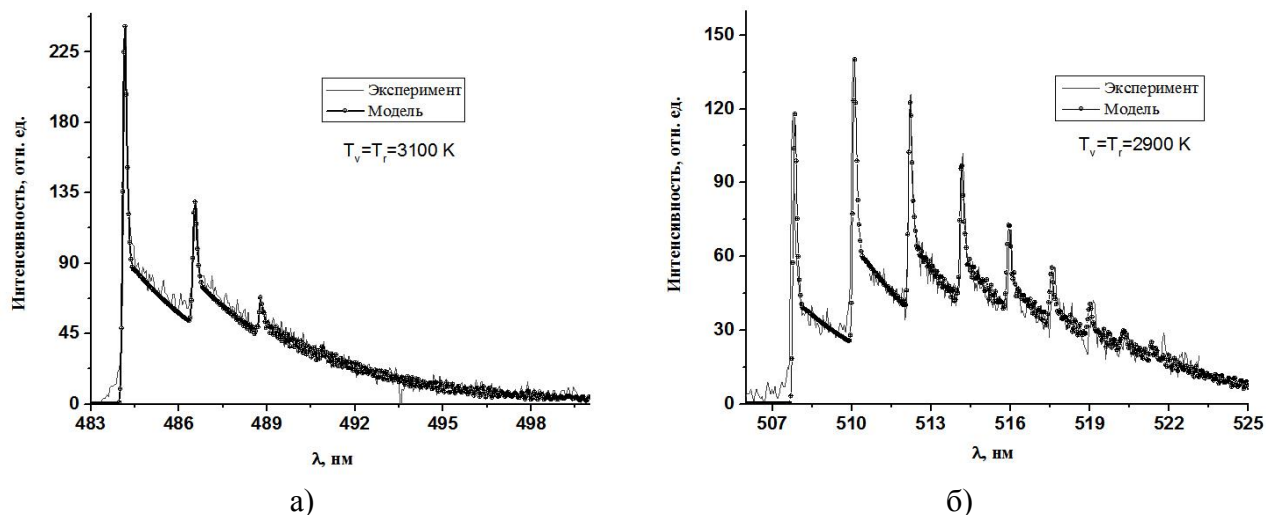 225
180
135
90
45
0
Интенсивность, отн. ед.
Эксперимент
Модель
T_v=T_r=3100 K
483 486 489 492 495 498
λ, нм
а)
150
120
90
60
30
0
Интенсивность, отн. ед.
Эксперимент
Модель
T_v=T_r=2900 K
507 510 513 516 519 522 525
λ, нм
б)